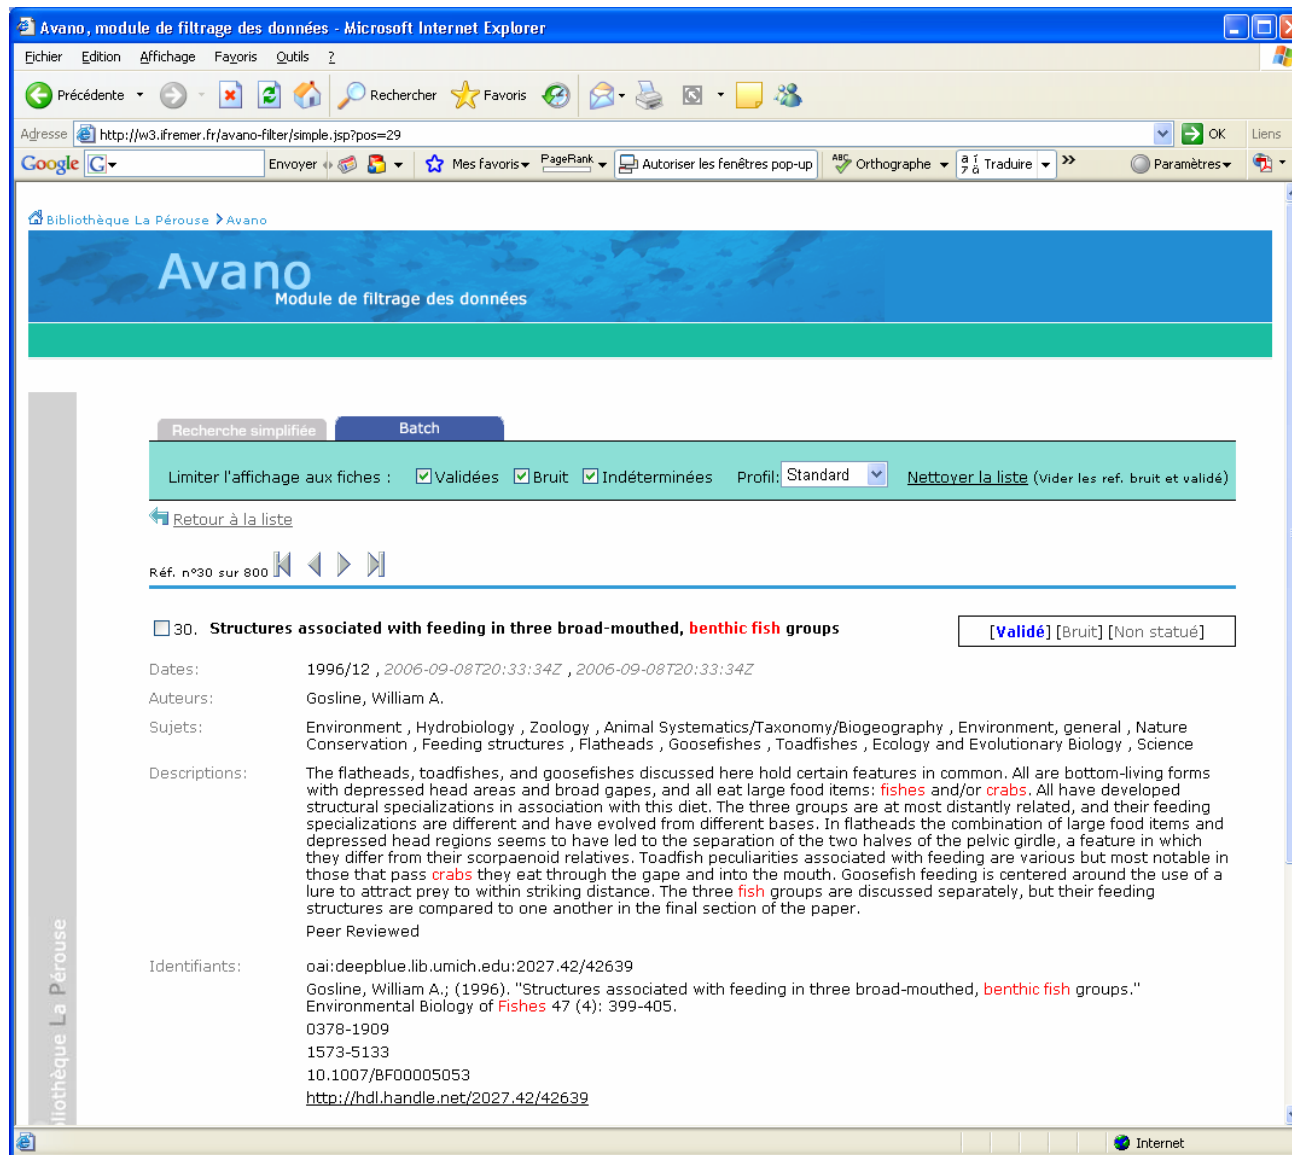 Avano, module de filtrage des données - Microsoft Internet Explorer
Fichier Edition Affichage Favoris Outils ?
Précédente Rechercher Favoris
Adresse http://w3.ifremer.fr/avano-filter/simple.jsp?pos=29 OK Liens
Google G Envoyer Mes favoris PageRank Autoriser les fenêtres pop-up ABC Orthographe Traduire » Paramètres
Bibliothèque La Pérouse > Avano
Avano
Module de filtrage des données
Recherche simplifiée Batch
Limiter l'affichage aux fiches : Validées Bruit Indéterminées Profil: Standard Nettoyer la liste (Vider les ref. bruit et validé)
Retour à la liste
Réf. n°30 sur 800
30. Structures associated with feeding in three broad-mouthed, benthic fish groups [Validé] [Bruit] [Non statué]
Dates: 1996/12 , 2006-09-08T20:33:34Z , 2006-09-08T20:33:34Z
Auteurs: Gosline, William A.
Sujets: Environment , Hydrobiology , Zoology , Animal Systematics/Taxonomy/Biogeography , Environment, general , Nature
Conservation , Feeding structures , Flatheads , Goosefishes , Toadfishes , Ecology and Evolutionary Biology , Science
Descriptions: The flatheads, toadfishes, and goosefishes discussed here hold certain features in common. All are bottom-living forms
with depressed head areas and broad gapes, and all eat large food items: fishes and/or crabs. All have developed
structural specializations in association with this diet. The three groups are at most distantly related, and their feeding
specializations are different and have evolved from different bases. In flatheads the combination of large food items and
depressed head regions seems to have led to the separation of the two halves of the pelvic girdle, a feature in which
they differ from their scorpaenoid relatives. Toadfish peculiarities associated with feeding are various but most notable in
those that pass crabs they eat through the gape and into the mouth. Goosefish feeding is centered around the use of a
lure to attract prey to within striking distance. The three fish groups are discussed separately, but their feeding
structures are compared to one another in the final section of the paper.
Peer Reviewed
Identifiants: oai:deepblue.lib.umich.edu:2027.42/42639
Gosline, William A.; (1996). "Structures associated with feeding in three broad-mouthed, benthic fish groups."
Environmental Biology of Fishes 47 (4): 399-405.
0378-1909
1573-5133
10.1007/BF00005053
http://hdl.handle.net/2027.42/42639
bliothèque La Pérouse
Internet